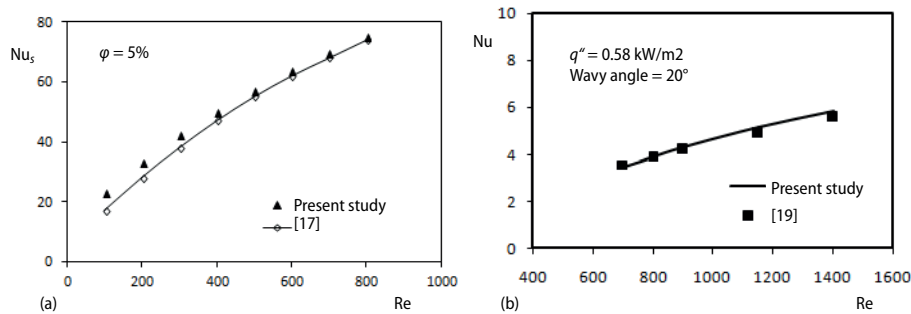 80
Nuₛ
φ = 5%
60
40
20
0
Present study
[17]
0 200 400 600 800 1000
(a)
Re
10
Nu
q″ = 0.58 kW/m2
Wavy angle = 20°
8
6
4
2
0
Present study
[19]
400 600 800 1000 1200 1400 1600
(b)
Re